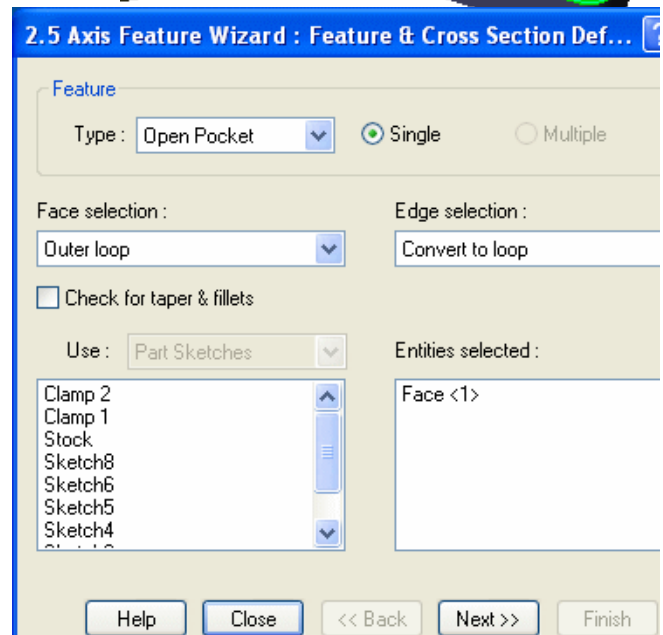 2.5 Axis Feature Wizard : Feature & Cross Section Def... ?
Feature
Type : Open Pocket Single Multiple
Face selection : Edge selection :
Outer loop Convert to loop
Check for taper & fillets
Use : Part Sketches Entities selected :
Clamp 2 Face <1>
Clamp 1
Stock
Sketch8
Sketch6
Sketch5
Sketch4
Help Close << Back Next >> Finish